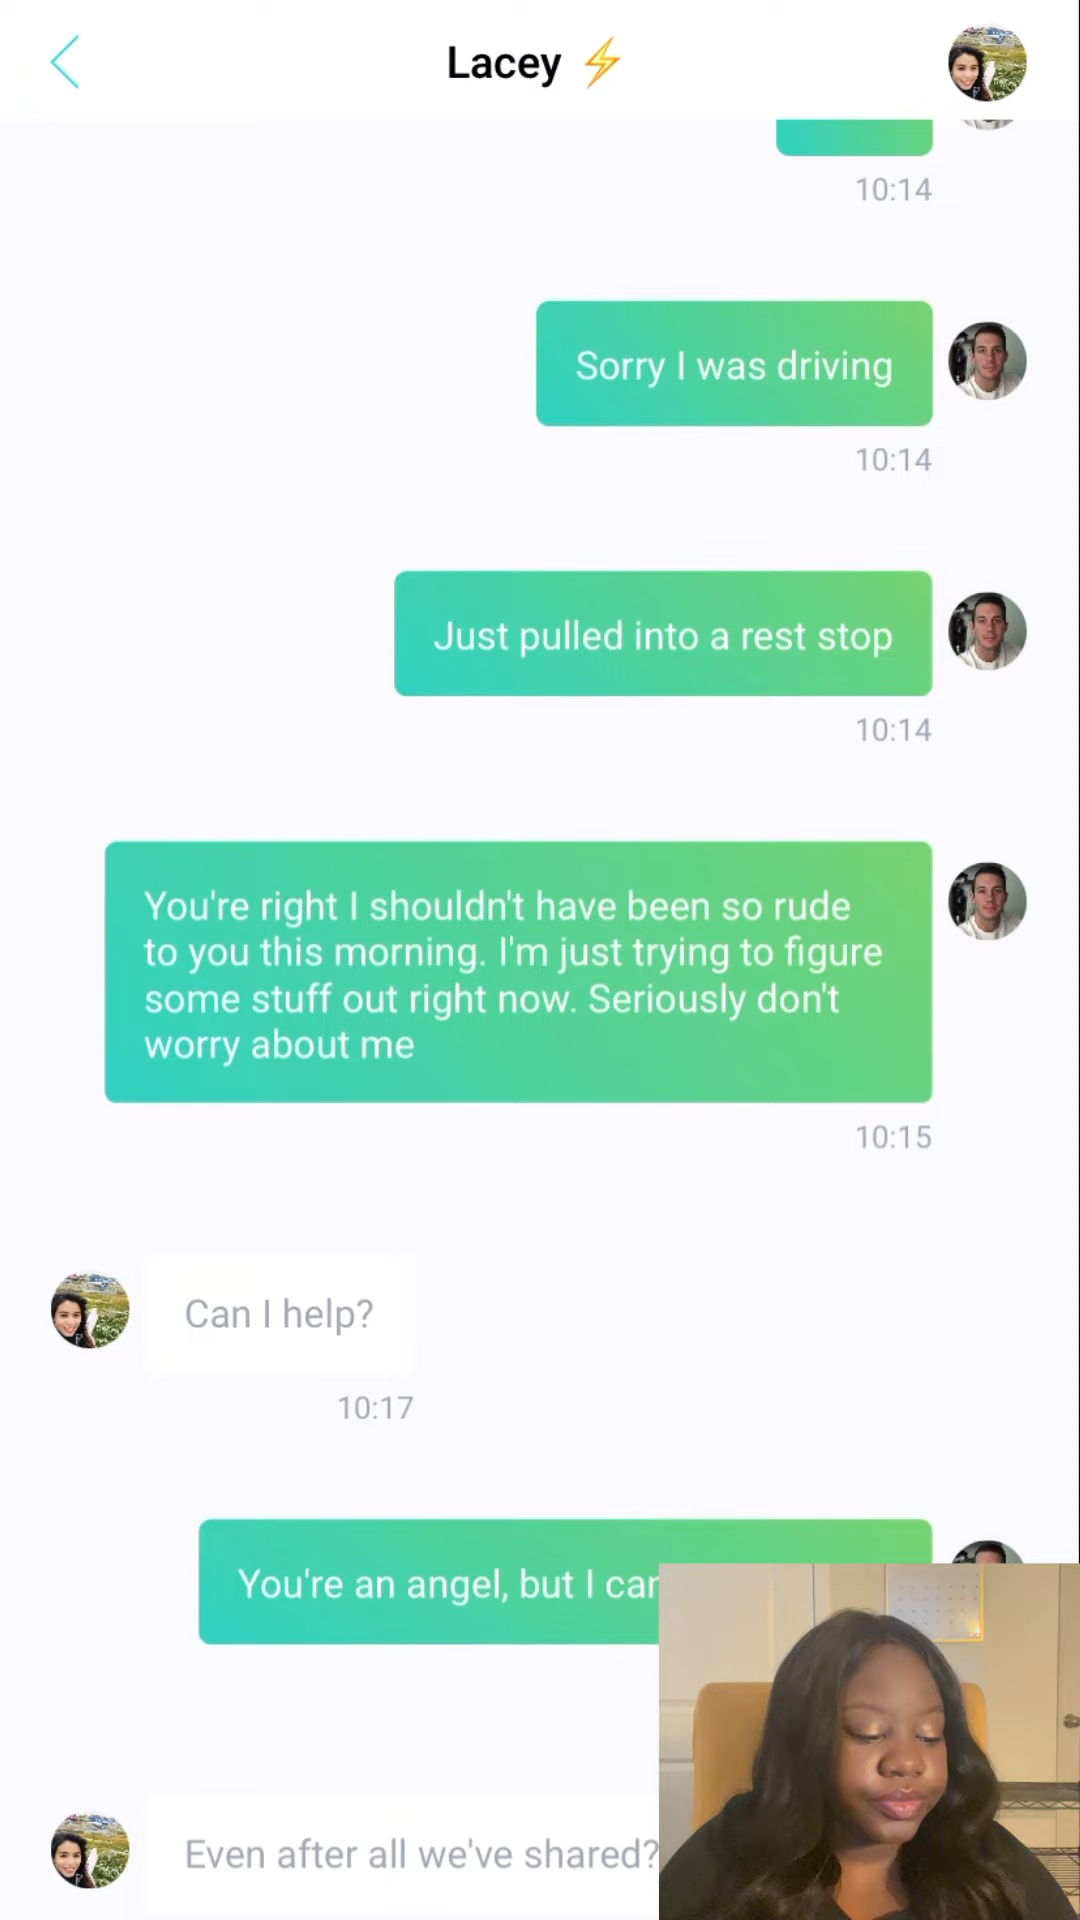 Lacey ⚡
10:14
Sorry I was driving
10:14
Just pulled into a rest stop
10:14
You're right I shouldn't have been so rude
to you this morning. I'm just trying to figure
some stuff out right now. Seriously don't
worry about me
10:15
Can I help?
10:17
You're an angel, but I
Even after all we've shared?